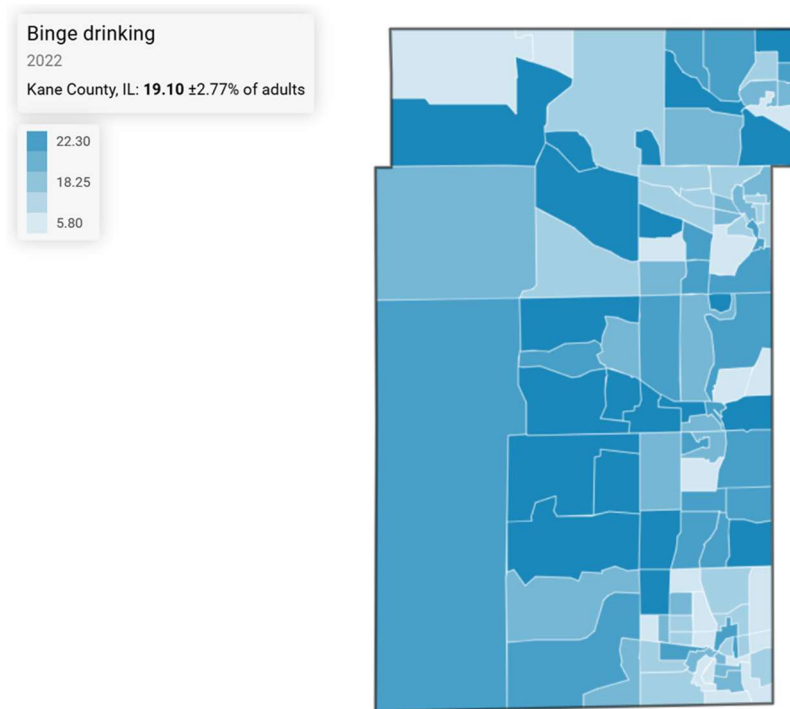 Binge drinking
2022
Kane County, IL: 19.10 ±2.77% of adults
22.30
18.25
5.80